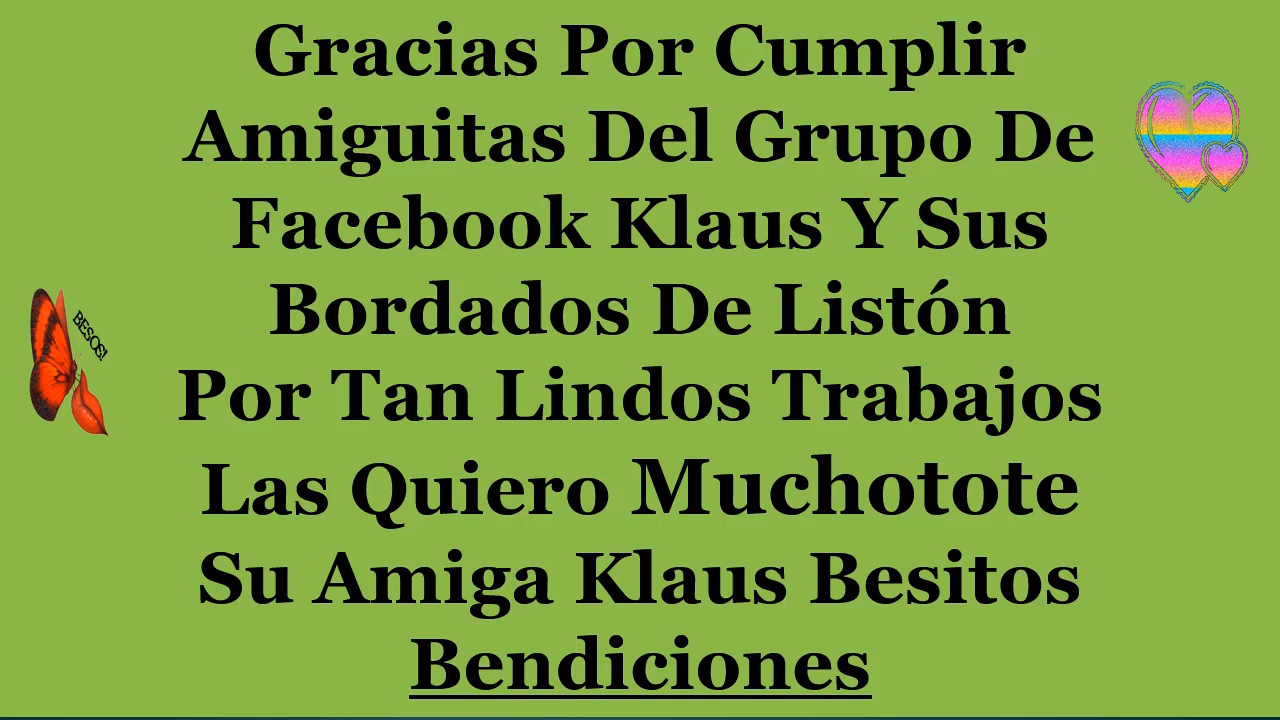 Gracias Por Cumplir
Amiguitas Del Grupo De
Facebook Klaus Y Sus
Bordados De Listón
BESOS!
Por Tan Lindos Trabajos
Las Quiero Muchotote
Su Amiga Klaus Besitos
Bendiciones